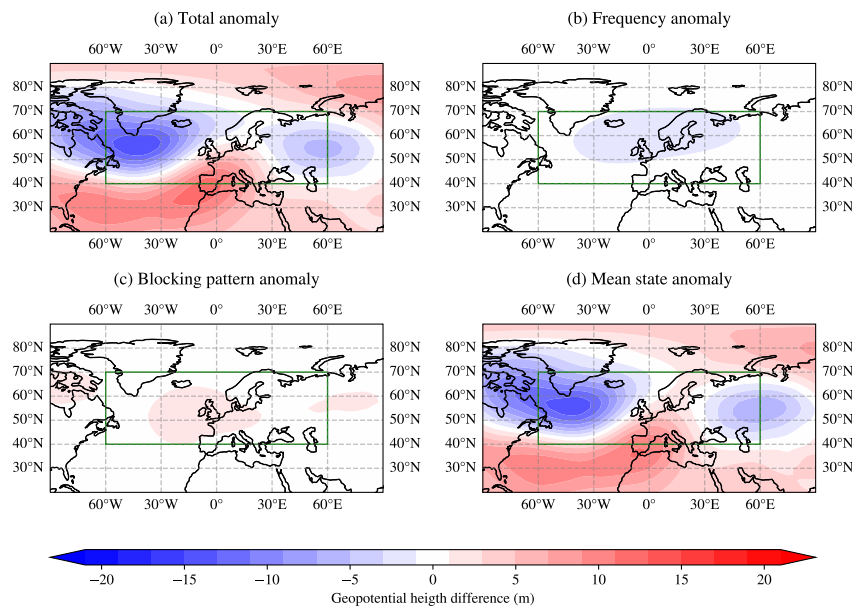 (a) Total anomaly
(b) Frequency anomaly
60°W 30°W 0° 30°E 60°E
60°W 30°W 0° 30°E 60°E
80°N 80°N 80°N 80°N
70°N 70°N 70°N 70°N
60°N 60°N 60°N 60°N
50°N 50°N 50°N 50°N
40°N 40°N 40°N 40°N
30°N 30°N 30°N 30°N
60°W 30°W 0° 30°E 60°E
60°W 30°W 0° 30°E 60°E
(c) Blocking pattern anomaly
(d) Mean state anomaly
60°W 30°W 0° 30°E 60°E
60°W 30°W 0° 30°E 60°E
80°N 80°N 80°N 80°N
70°N 70°N 70°N 70°N
60°N 60°N 60°N 60°N
50°N 50°N 50°N 50°N
40°N 40°N 40°N 40°N
30°N 30°N 30°N 30°N
60°W 30°W 0° 30°E 60°E
60°W 30°W 0° 30°E 60°E
−20 −15 −10 −5 0 5 10 15 20
Geopotential heigth difference (m)